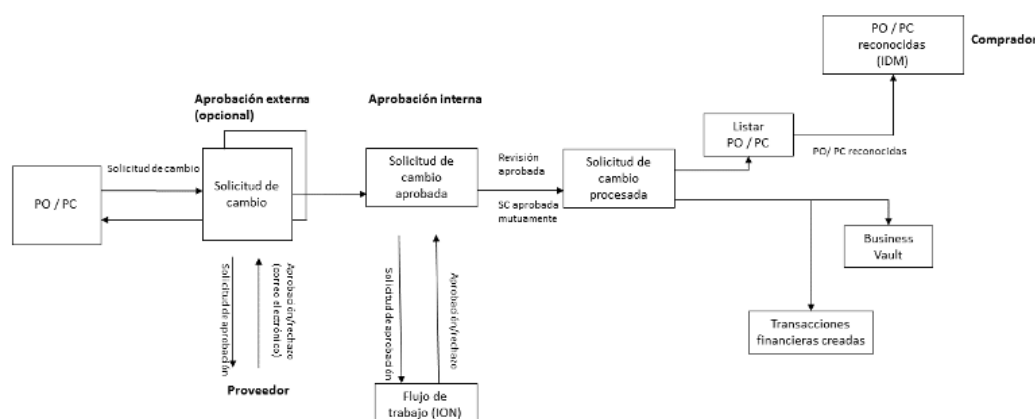 PO / PC
reconocidas
(IDM)
Comprador
Aprobación externa
(opcional)
Aprobación interna
Listar
PO / PC
PO/ PC reconocidas
Solicitud de cambio
PO / PC
Solicitud de
cambio
Solicitud de
cambio
aprobada
Revisión
aprobada
SC aprobada
mutuamente
Solicitud de
cambio
procesada
Business
Vault
Solicitud de aprobación
Aprobación/rechazo
(correo electrónico)
Solicitud de aprobación
Aprobación/rechazo
Transacciones
financieras creadas
Proveedor
Flujo de
trabajo (ION)